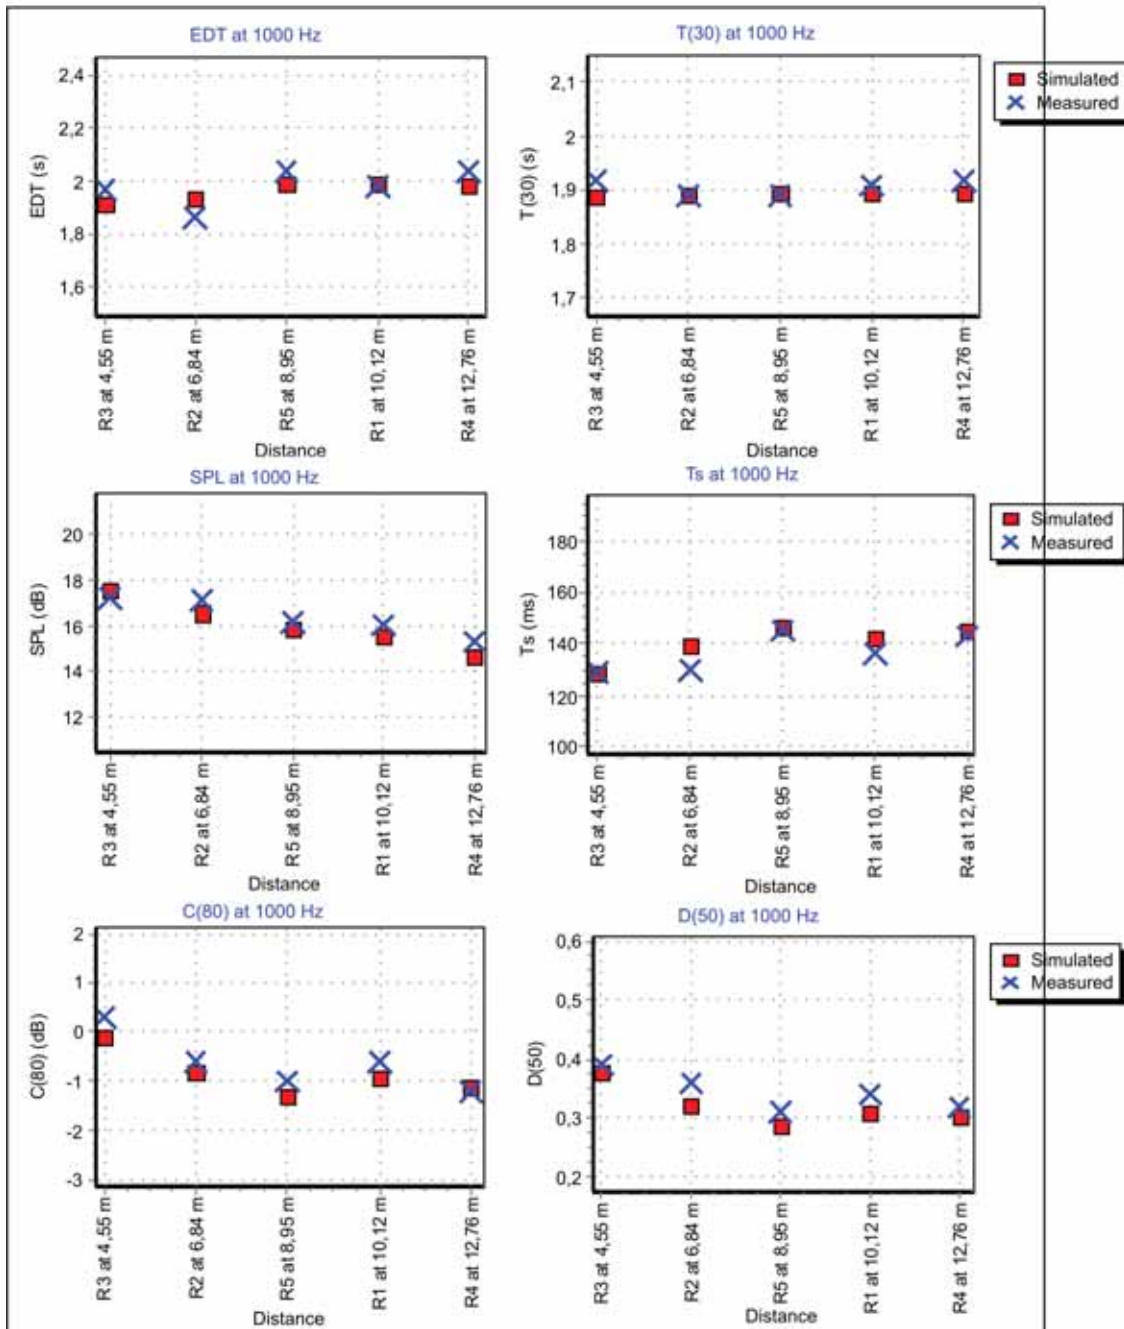 EDT at 1000 Hz
EDT (s)
2,4
2,2
2
1,8
1,6
R3 at 4,55 m
R2 at 6,84 m
R5 at 8,95 m
R1 at 10,12 m
R4 at 12,76 m
Distance
T(30) at 1000 Hz
T(30) (s)
2,1
2
1,9
1,8
1,7
R3 at 4,55 m
R2 at 6,84 m
R5 at 8,95 m
R1 at 10,12 m
R4 at 12,76 m
Distance
Simulated
Measured
SPL at 1000 Hz
SPL (dB)
20
18
16
14
12
R3 at 4,55 m
R2 at 6,84 m
R5 at 8,95 m
R1 at 10,12 m
R4 at 12,76 m
Distance
Ts at 1000 Hz
Ts (ms)
180
160
140
120
100
R3 at 4,55 m
R2 at 6,84 m
R5 at 8,95 m
R1 at 10,12 m
R4 at 12,76 m
Distance
Simulated
Measured
C(80) at 1000 Hz
C(80) (dB)
2
1
0
-1
-2
-3
R3 at 4,55 m
R2 at 6,84 m
R5 at 8,95 m
R1 at 10,12 m
R4 at 12,76 m
Distance
D(50) at 1000 Hz
D(50)
0,6
0,5
0,4
0,3
0,2
R3 at 4,55 m
R2 at 6,84 m
R5 at 8,95 m
R1 at 10,12 m
R4 at 12,76 m
Distance
Simulated
Measured